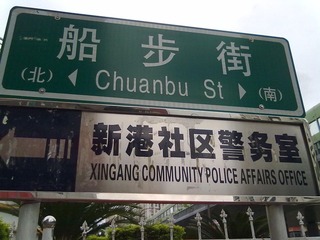 船步街
(北) Chuanbu St (南)
新港社区警务室
XINGANG COMMUNITY POLICE AFFAIRS OFFICE